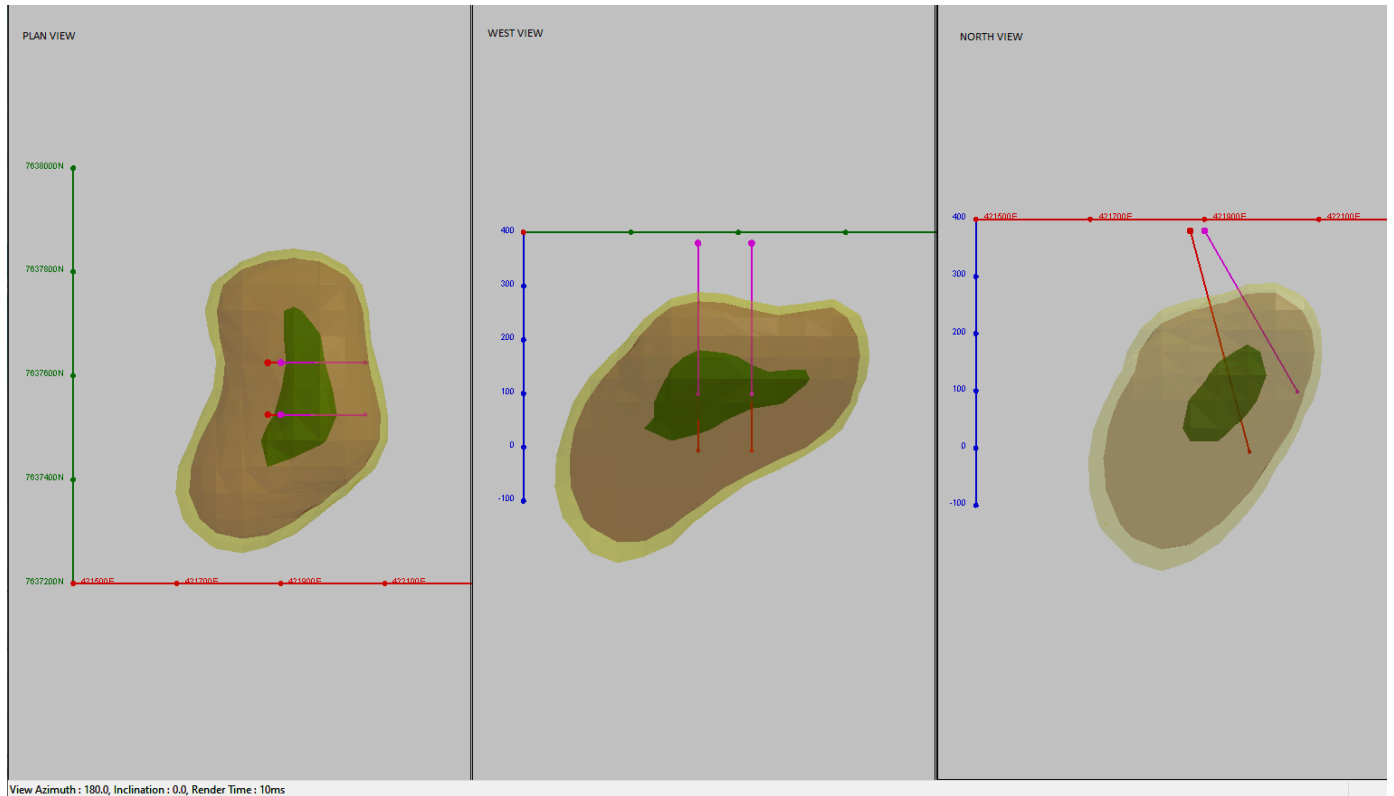 PLAN VIEW
WEST VIEW
NORTH VIEW
7638000N
7637800N
7637600N
7637400N
7637200N
421500E
421700E
421900E
422100E
400
300
200
100
0
-100
400
421500E
421700E
421900E
422100E
300
200
100
0
-100
View Azimuth : 180.0, Inclination : 0.0, Render Time : 10ms